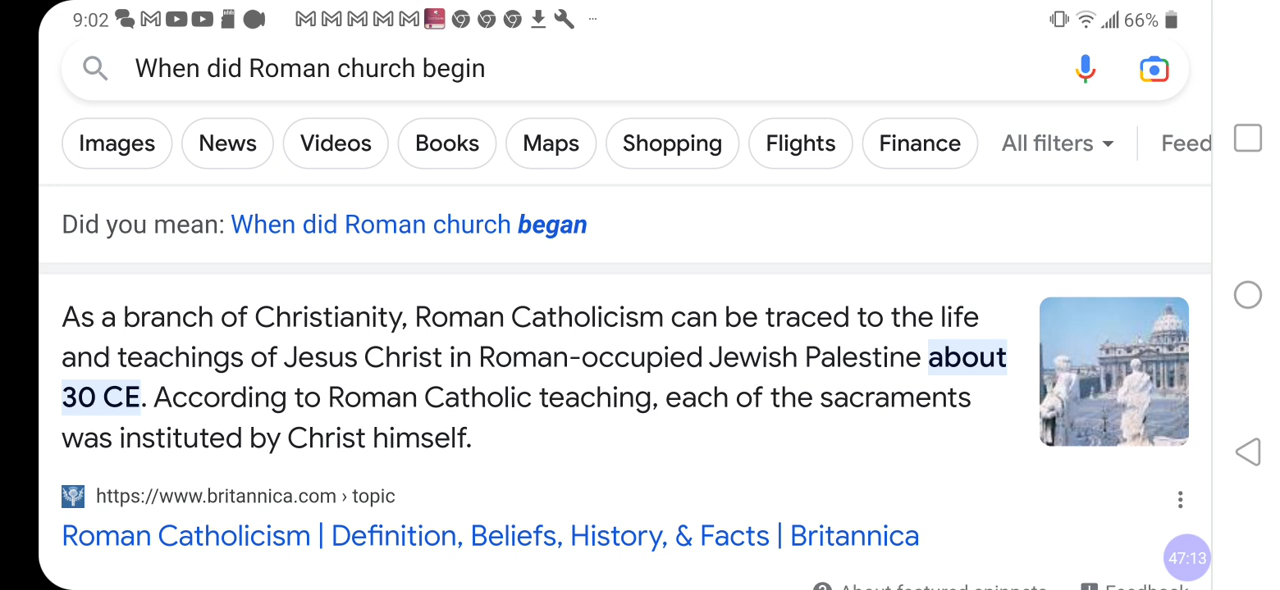 9:02 66%
When did Roman church begin
Images News Videos Books Maps Shopping Flights Finance All filters Feed
Did you mean: When did Roman church began
As a branch of Christianity, Roman Catholicism can be traced to the life
and teachings of Jesus Christ in Roman-occupied Jewish Palestine about
30 CE. According to Roman Catholic teaching, each of the sacraments
was instituted by Christ himself.
https://www.britannica.com › topic
Roman Catholicism | Definition, Beliefs, History, & Facts | Britannica
47:13
About featured snippets Feedback